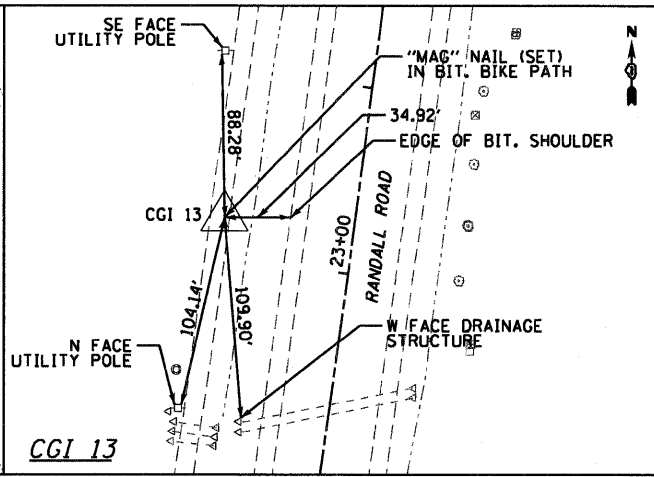 SE FACE
UTILITY POLE
N
"MAG" NAIL (SET)
IN BIT. BIKE PATH
88.28'
34.92'
EDGE OF BIT. SHOULDER
CGI 13
23+00
RANDALL ROAD
104.14'
109.90'
W FACE DRAINAGE
STRUCTURE
N FACE
UTILITY POLE
CGI 13